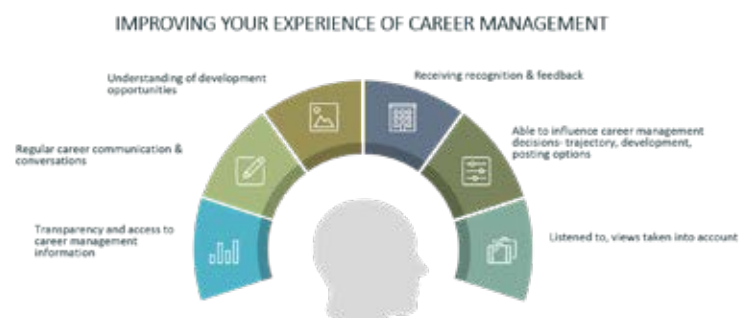 IMPROVING YOUR EXPERIENCE OF CAREER MANAGEMENT
Understanding of development
opportunities
Receiving recognition & feedback
Regular career communication &
conversations
Able to influence career management
decisions- trajectory, development,
posting options
Transparency and access to
career management
information
Listened to, views taken into account